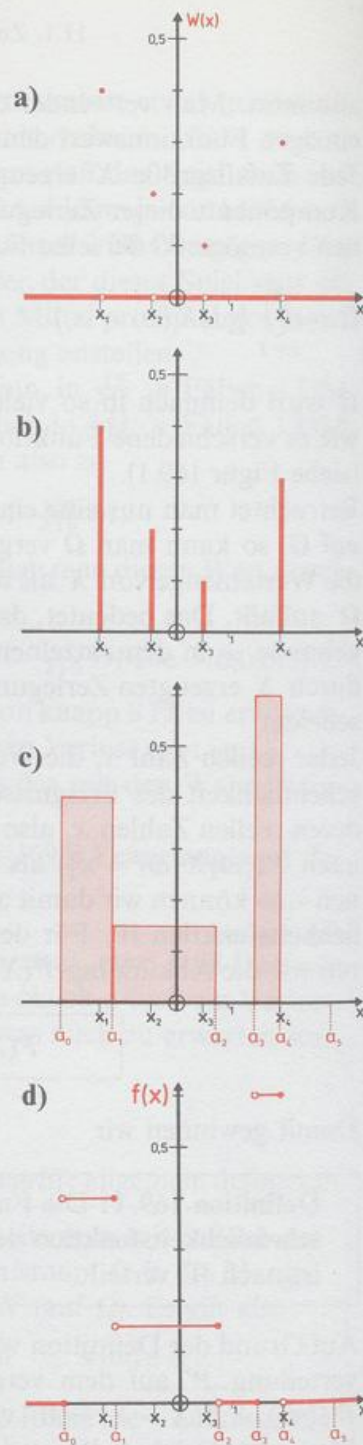 0,5 W(x)
a)
x₁ x₂ x₃ 1 x₄ x
0,5
b)
x₁ x₂ x₃ 1 x₄ x
0,5
c)
x₁ x₂ x₃ 1 x₄ x
a₀ a₁ a₂ a₃ a₄ a₅
d) f(x)
0,5
x₁ x₂ x₃ 1 x₄ x
a₀ a₁ a₂ a₃ a₄ a₅